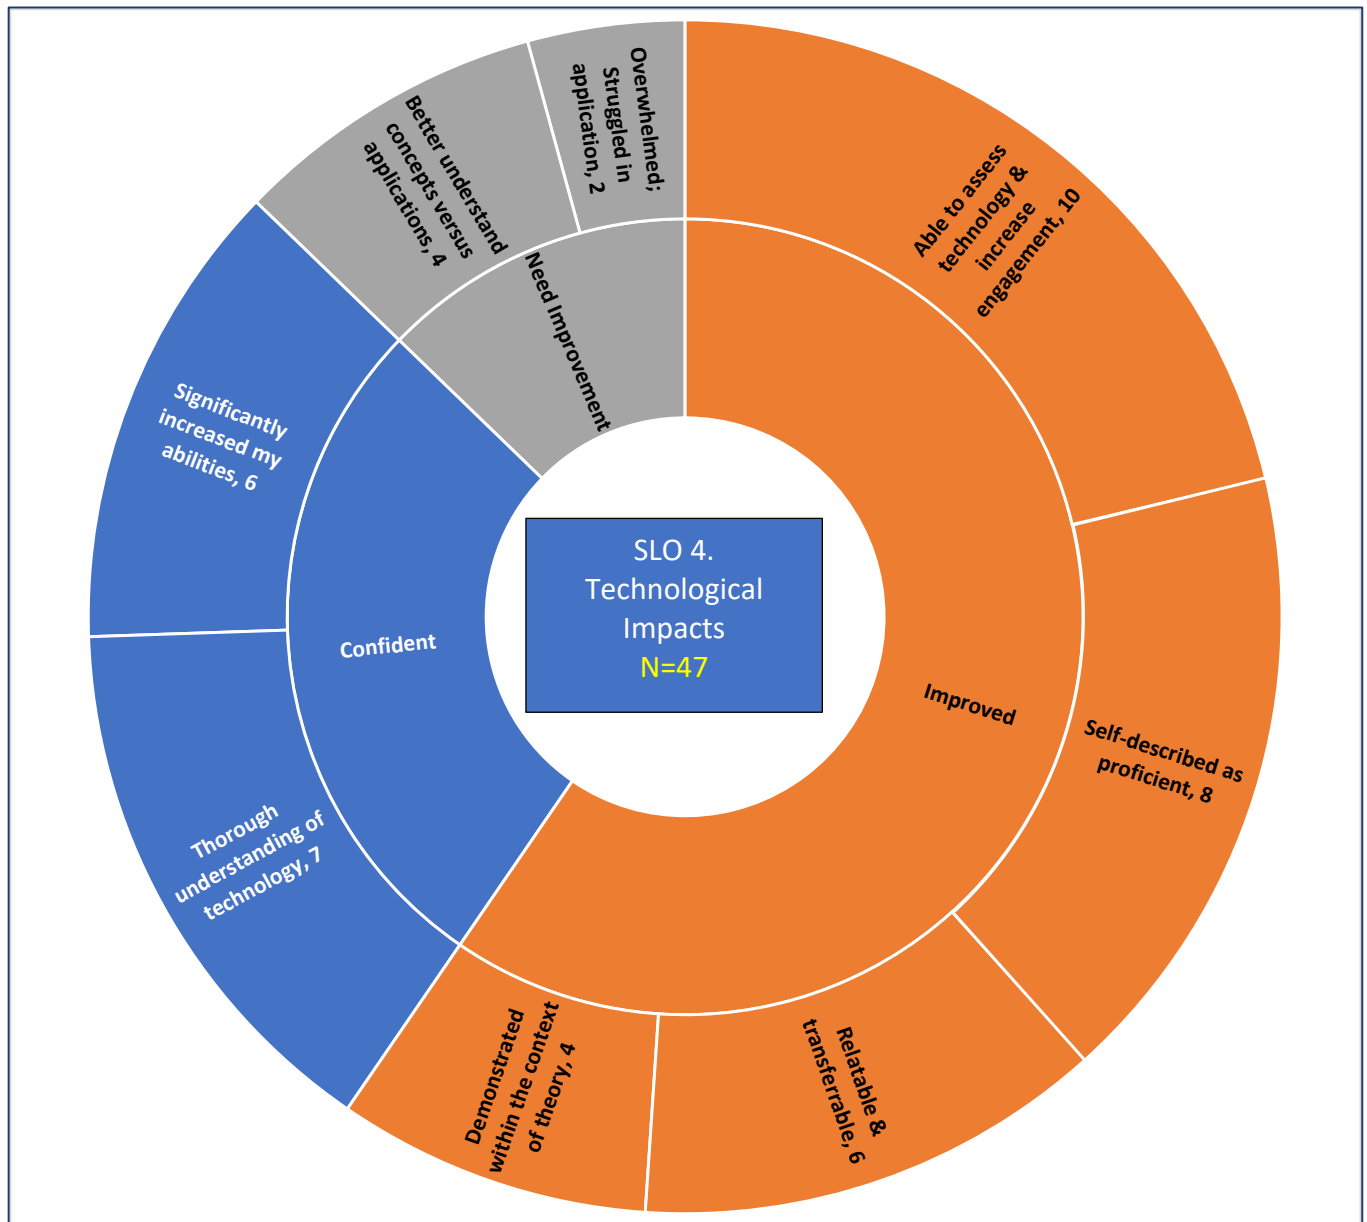 SLO 4.
Technological
Impacts
N=47
Improved
Able to assess
technology &
increase
engagement, 10
Self-described as
proficient, 8
Relatable &
transferrable, 6
Demonstrated
within the context
of theory, 4
Confident
Thorough
understanding of
technology, 7
Significantly
increased my
abilities, 6
Need Improvement
Better understand
concepts versus
applications, 4
Overwhelmed;
Struggled in
application, 2